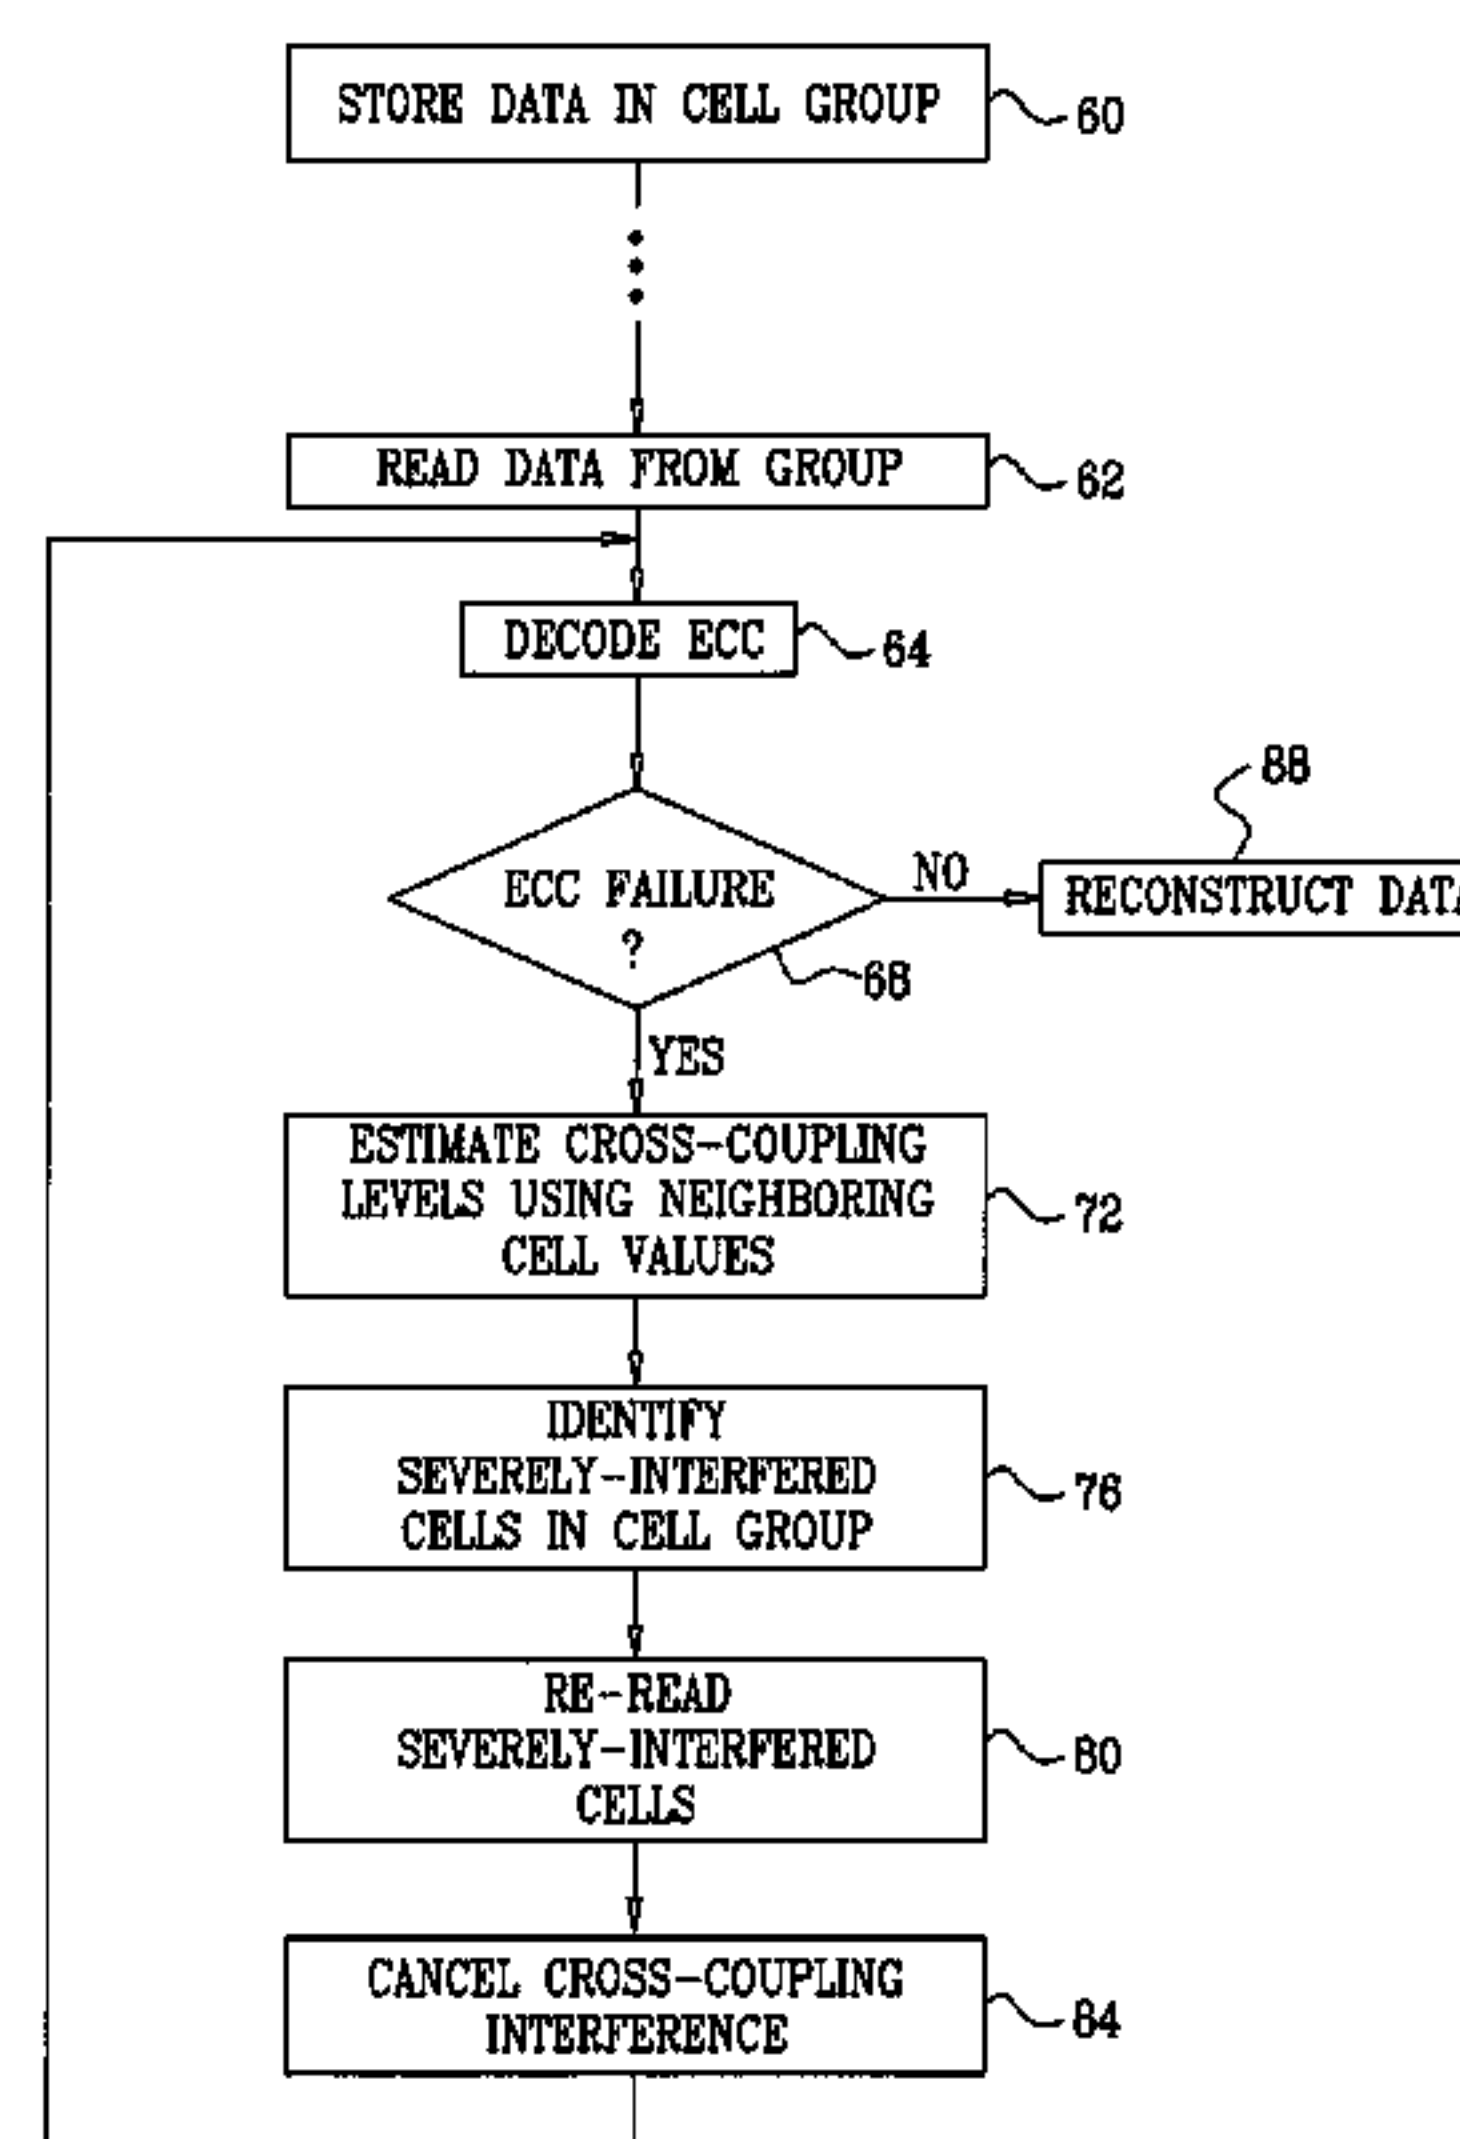 STORE DATA IN CELL GROUP
60
READ DATA FROM GROUP
62
DECODE ECC
64
88
ECC FAILURE
?
NO
RECONSTRUCT DATA
68
YES
ESTIMATE CROSS-COUPLING
LEVELS USING NEIGHBORING
CELL VALUES
72
IDENTIFY
SEVERELY-INTERFERED
CELLS IN CELL GROUP
76
RE-READ
SEVERELY-INTERFERED
CELLS
80
CANCEL CROSS-COUPLING
INTERFERENCE
84